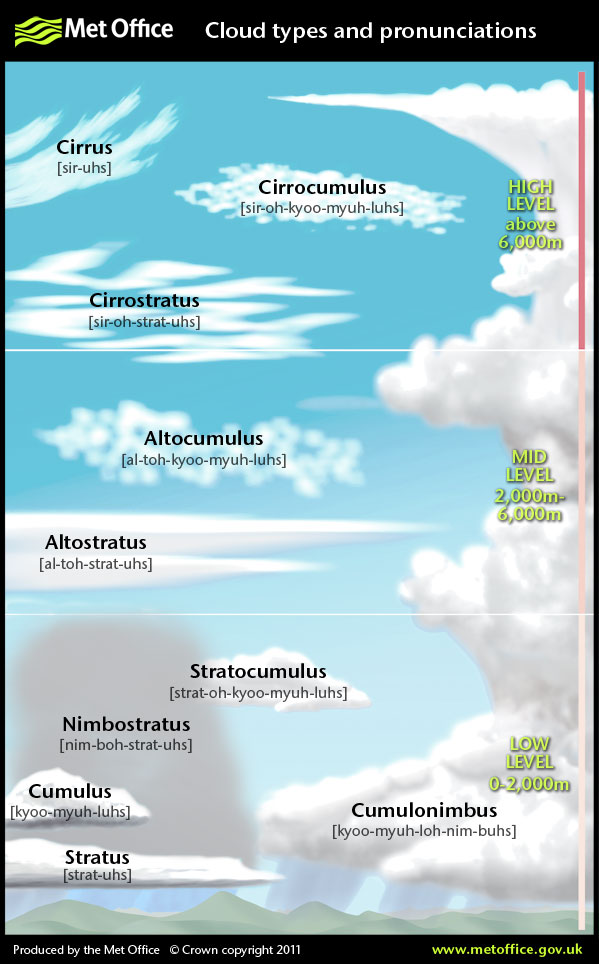 Met Office
Cloud types and pronunciations
Cirrus
[sir-uhs]
Cirrocumulus
[sir-oh-kyoo-myuh-luhs]
HIGH
LEVEL
above
6,000m
Cirrostratus
[sir-oh-strat-uhs]
Altocumulus
[al-toh-kyoo-myuh-luhs]
MID
LEVEL
2,000m-
6,000m
Altostratus
[al-toh-strat-uhs]
Stratocumulus
[strat-oh-kyoo-myuh-luhs]
Nimbostratus
[nim-boh-strat-uhs]
LOW
LEVEL
0-2,000m
Cumulus
[kyoo-myuh-luhs]
Cumulonimbus
[kyoo-myuh-loh-nim-buhs]
Stratus
[strat-uhs]
Produced by the Met Office © Crown copyright 2011
www.metoffice.gov.uk